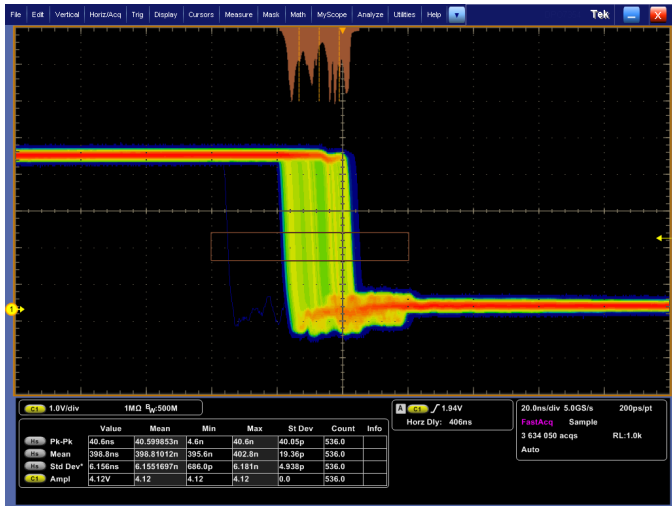 File Edit Vertical Horiz/Acq Trig Display Cursors Measure Mask Math MyScope Analyze Utilities Help Tek X
1
C1 1.0V/div 1MΩ BW:500M
A C1 1.94V
Horz Dly: 406ns
20.0ns/div 5.0GS/s 200ps/pt
FastAcq Sample
3 634 050 acqs RL:1.0k
Auto
Value Mean Min Max St Dev Count Info
Hs Pk-Pk 40.6ns 40.599853n 4.6n 40.6n 40.05p 536.0
Hs Mean 398.8ns 398.81012n 395.6n 402.8n 19.36p 536.0
Hs Std Dev* 6.156ns 6.1551697n 686.0p 6.181n 4.938p 536.0
C1 Ampl 4.12V 4.12 4.12 4.12 0.0 536.0